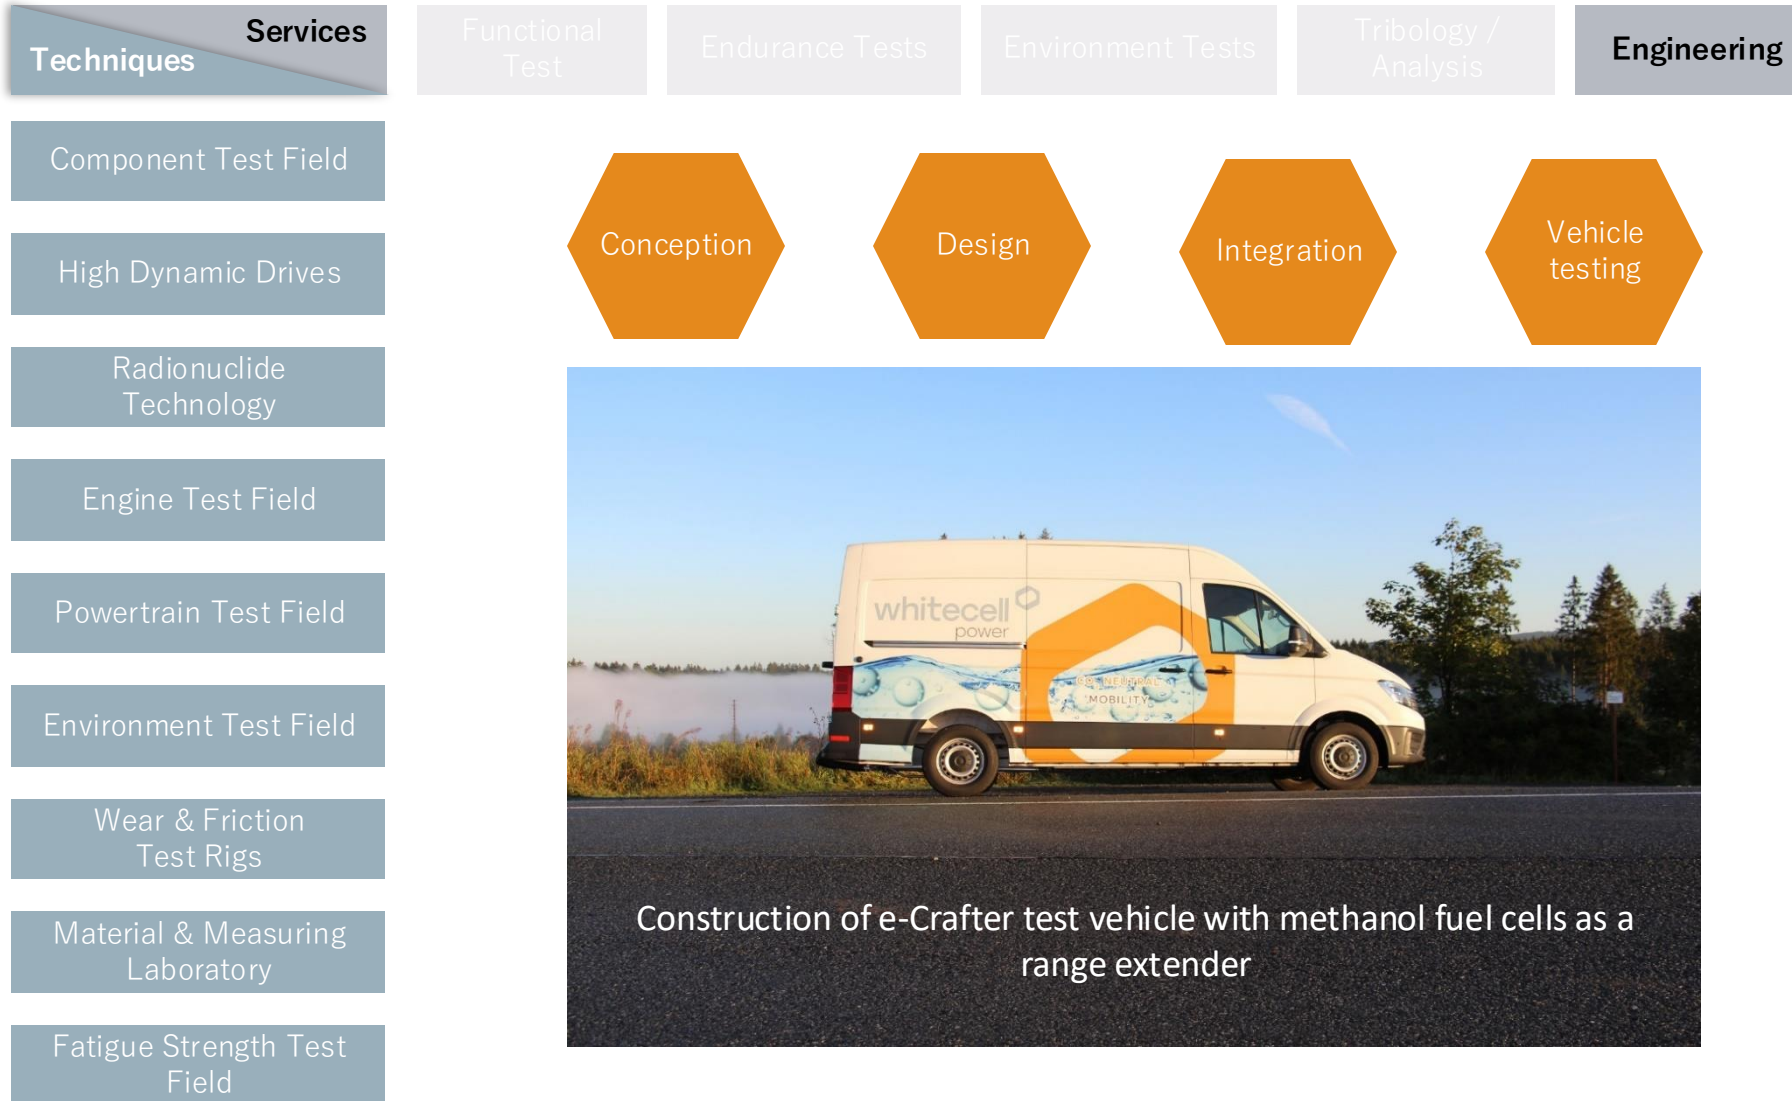 Services
Techniques
Functional
Test
Endurance Tests
Environment Tests
Tribology /
Analysis
Engineering
Component Test Field
High Dynamic Drives
Radionuclide
Technology
Engine Test Field
Powertrain Test Field
Environment Test Field
Wear & Friction
Test Rigs
Material & Measuring
Laboratory
Fatigue Strength Test
Field
Conception
Design
Integration
Vehicle
testing
whitecell
power
CO₂ NEUTRAL
MOBILITY
Construction of e-Crafter test vehicle with methanol fuel cells as a
range extender